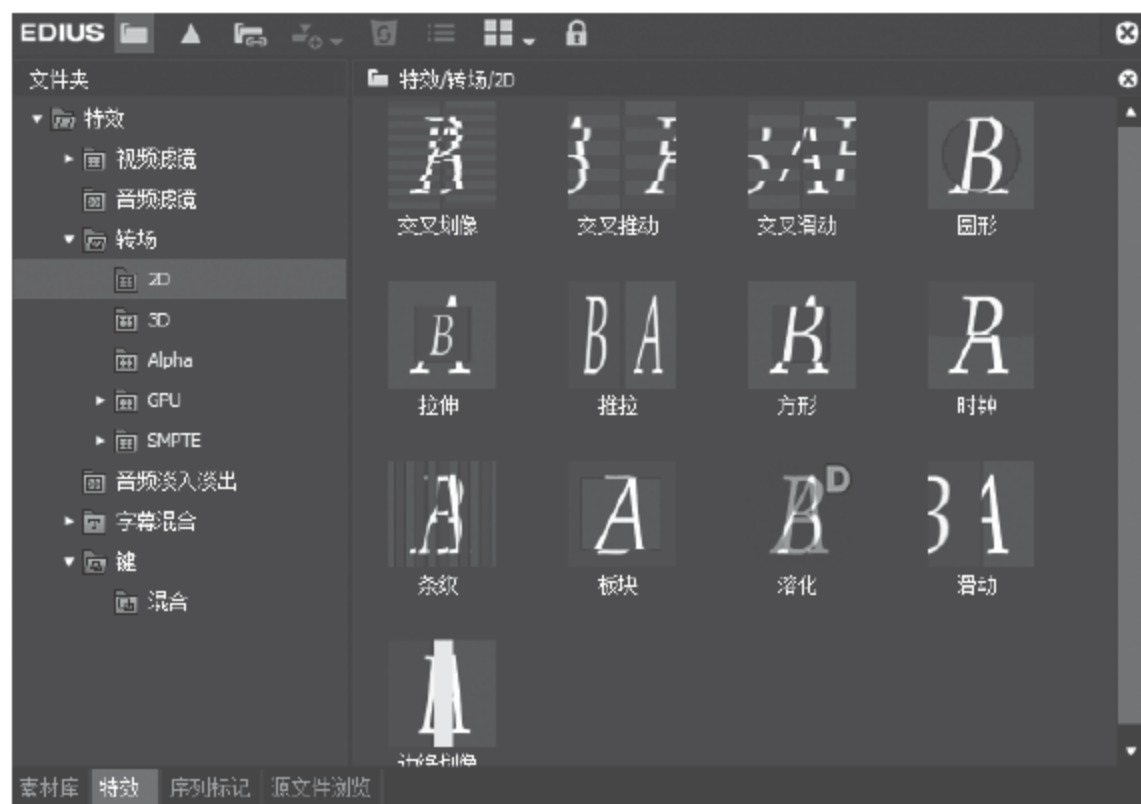 EDIUS
文件夹
特效/转场/2D
特效
视频滤镜
音频滤镜
转场
2D
3D
Alpha
GPU
SMPTE
音频淡入淡出
字幕混合
键
混合
交叉划像 交叉推动 交叉滑动 圆形
拉伸 推拉 方形 时钟
条纹 板块 溶化 滑动
边缘划像
素材库 特效 序列标记 源文件浏览